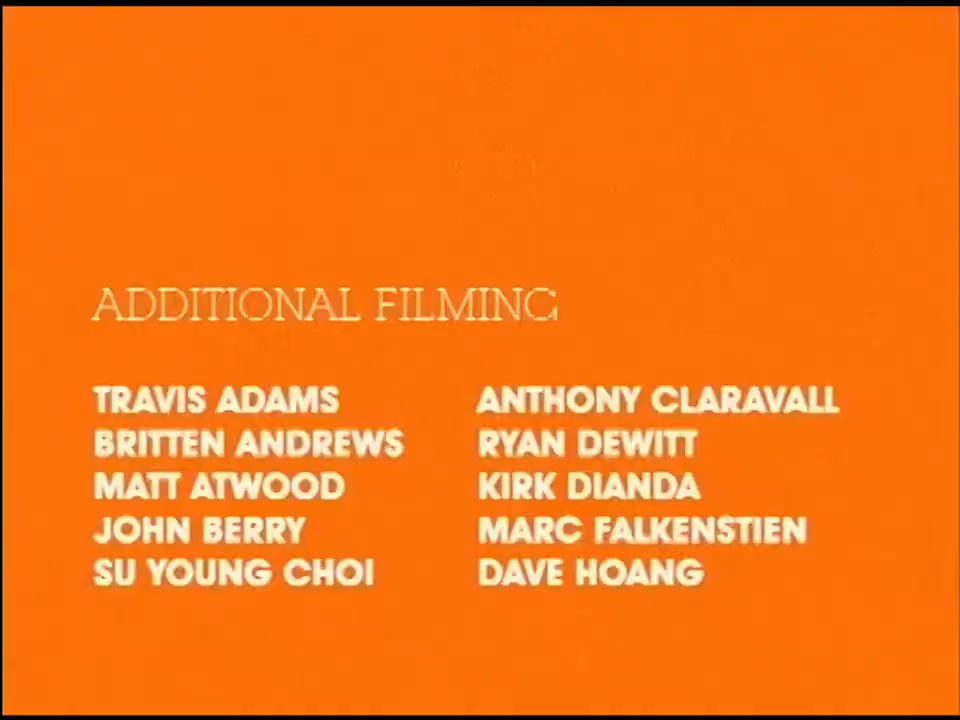 ADDITIONAL FILMING
TRAVIS ADAMS
BRITTEN ANDREWS
MATT ATWOOD
JOHN BERRY
SU YOUNG CHOI
ANTHONY CLARAVALL
RYAN DEWITT
KIRK DIANDA
MARC FALKENSTIEN
DAVE HOANG